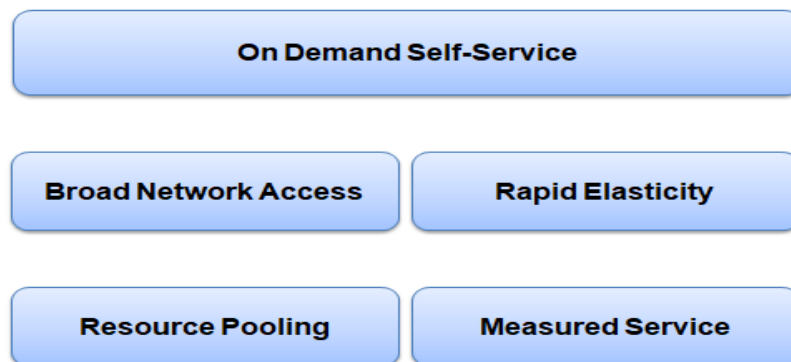 On Demand Self-Service
Broad Network Access
Rapid Elasticity
Resource Pooling
Measured Service